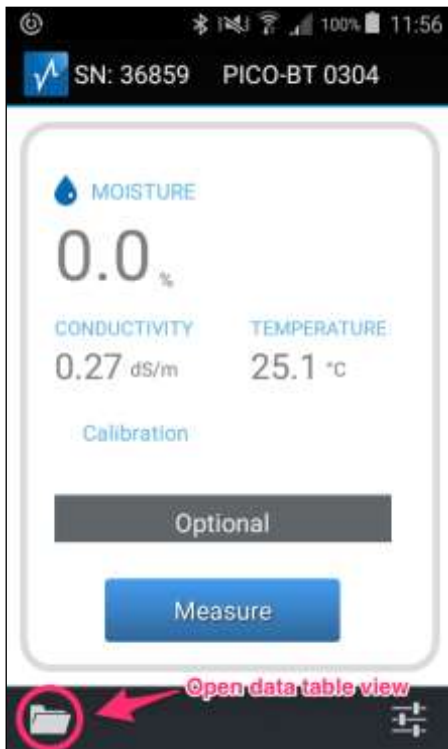 100% 11:56
SN: 36859 PICO-BT 0304
MOISTURE
0.0 %
CONDUCTIVITY TEMPERATURE
0.27 dS/m 25.1 °C
Calibration
Optional
Measure
Open data table view